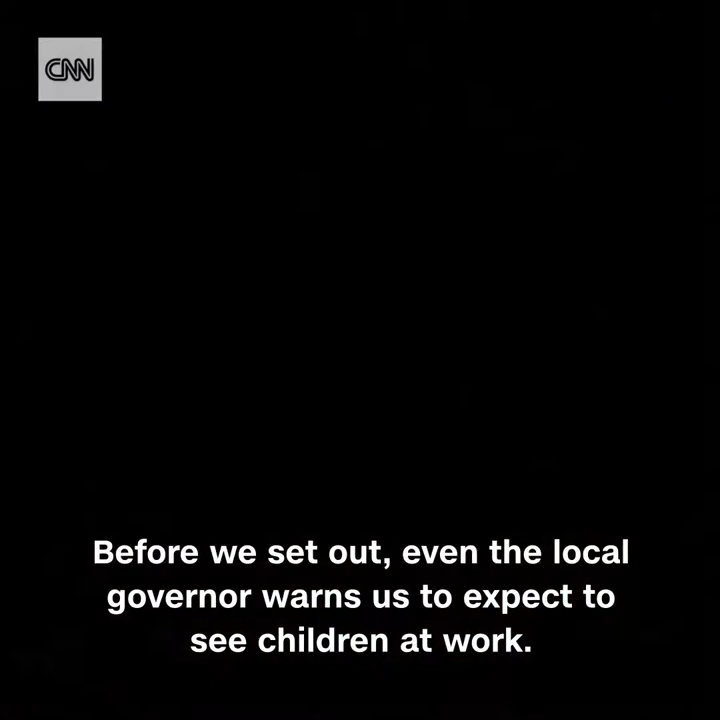 CNN
Before we set out, even the local
governor warns us to expect to
see children at work.